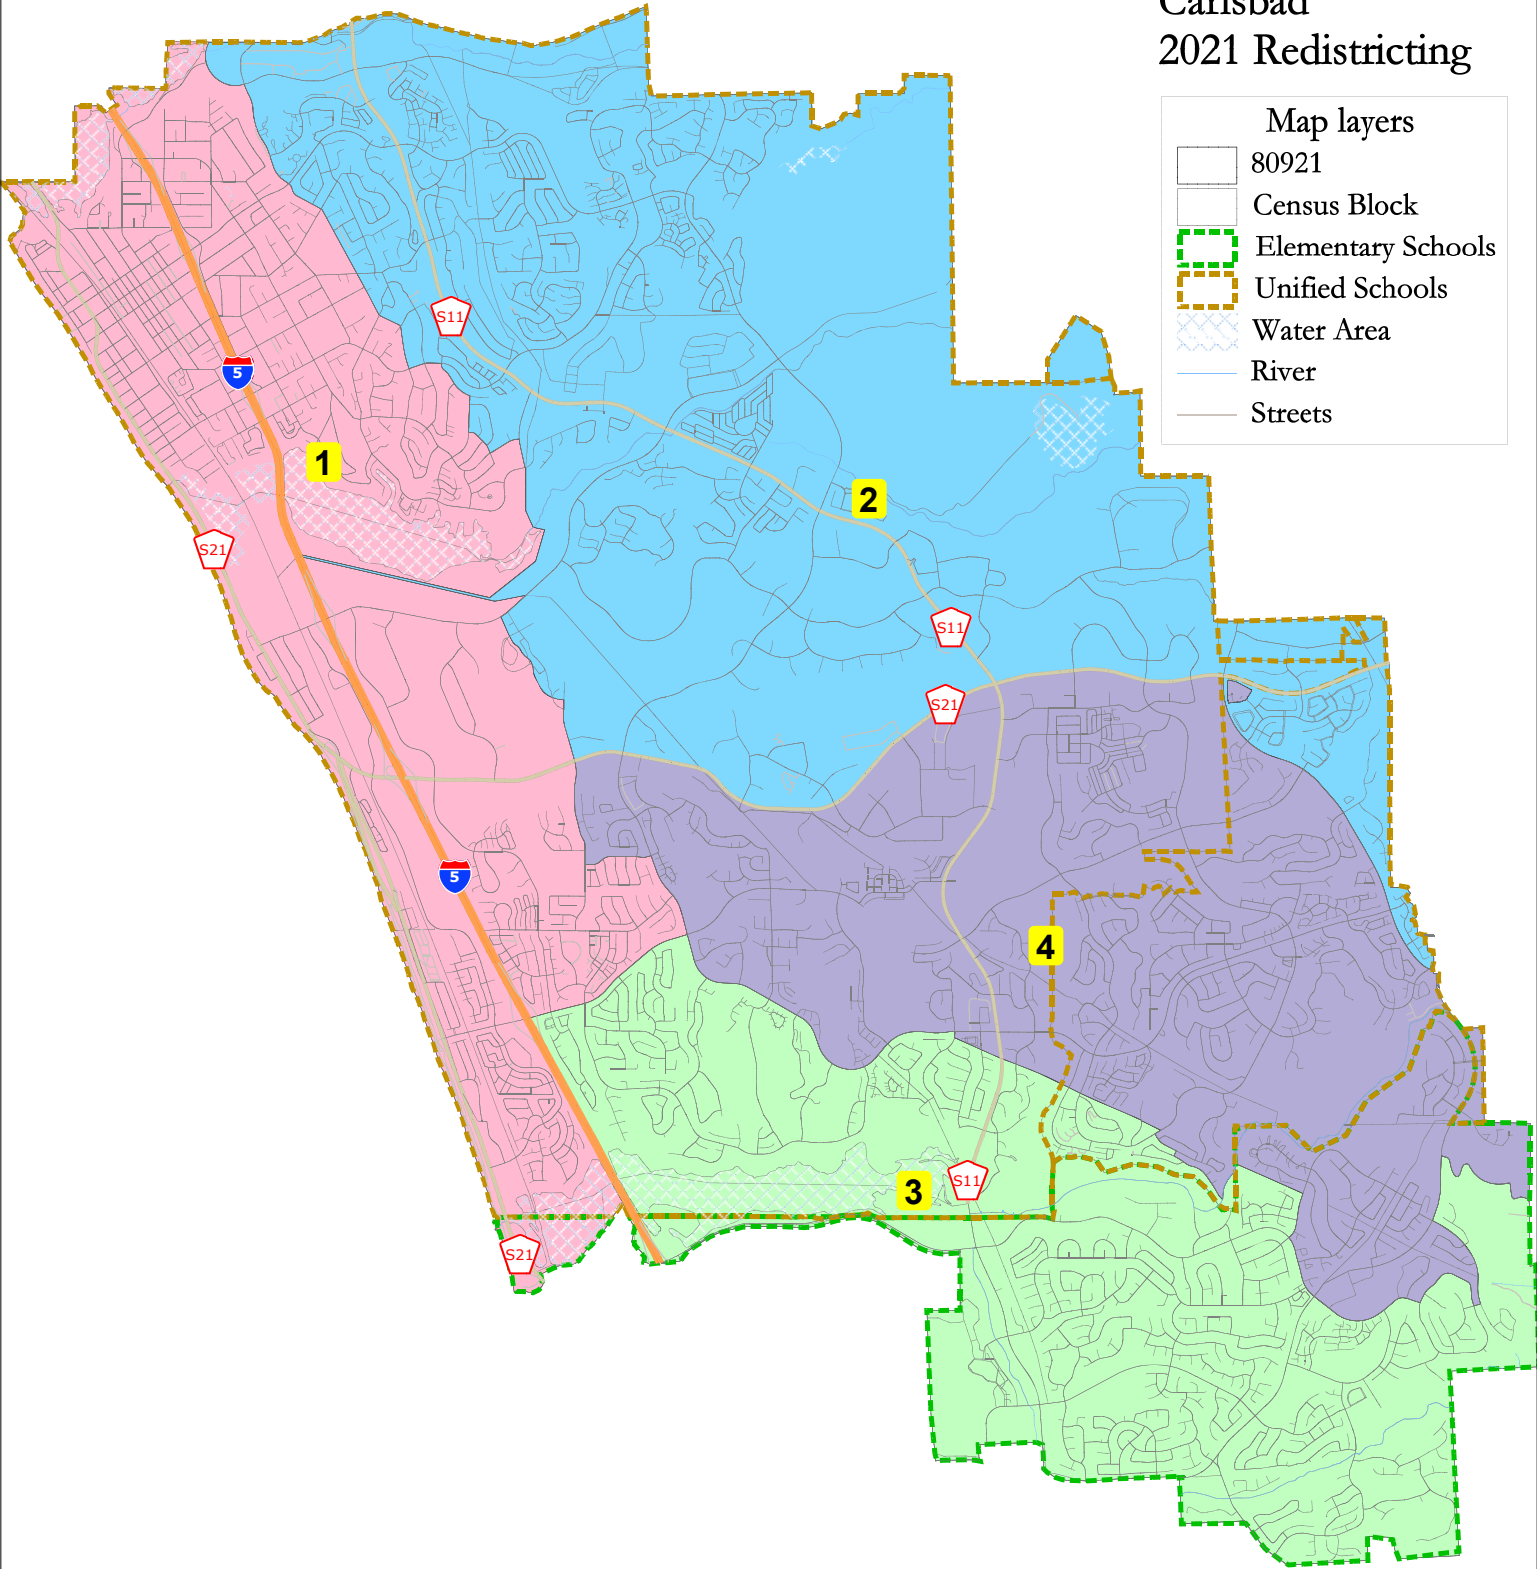 Carlsbad
2021 Redistricting
Map layers
80921
Census Block
Elementary Schools
Unified Schools
Water Area
River
Streets
S11
5
1
2
S21
S11
S21
5
4
3
S11
S21